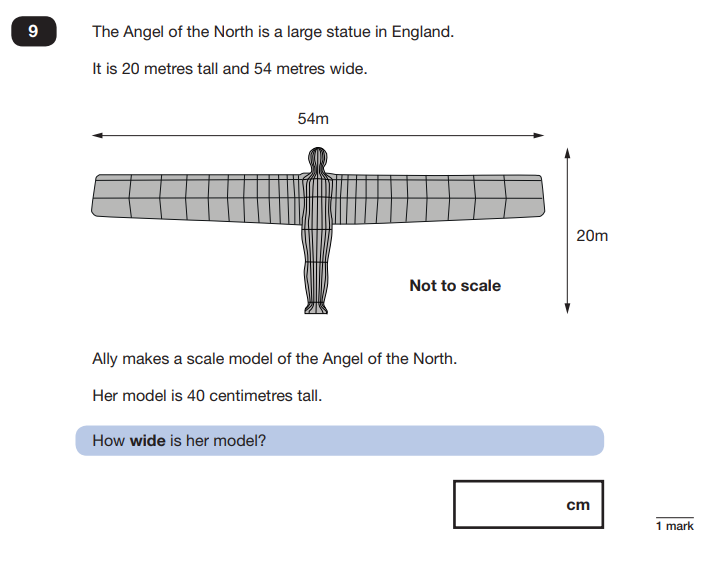 9
The Angel of the North is a large statue in England.
It is 20 metres tall and 54 metres wide.
54m
20m
Not to scale
Ally makes a scale model of the Angel of the North.
Her model is 40 centimetres tall.
How wide is her model?
cm
1 mark